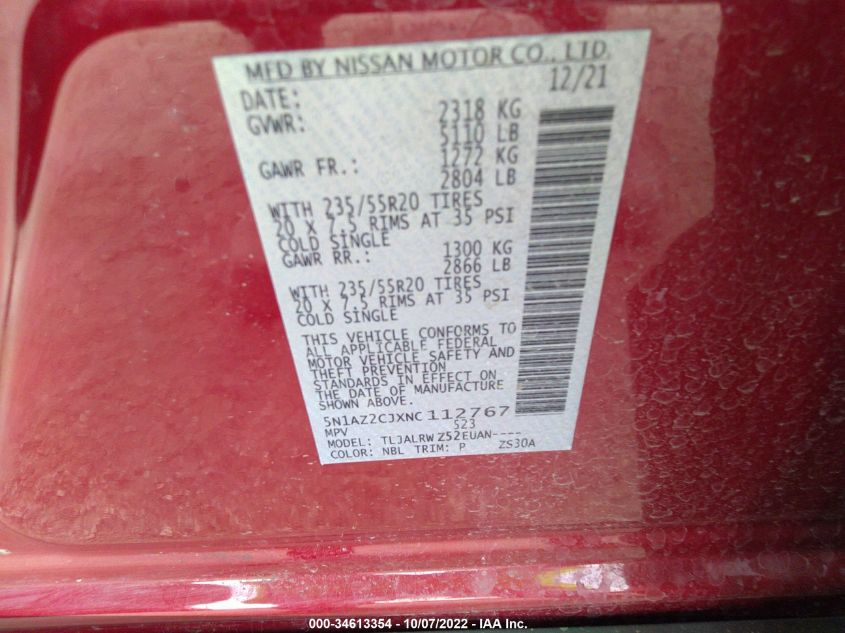 MFD BY NISSAN MOTOR CO., LTD.
DATE: 12/21
GVWR: 2318 KG
5110 LB
GAWR FR.: 1272 KG
2804 LB
WITH 235/55R20 TIRES
20 X 7.5 RIMS AT 35 PSI
COLD SINGLE
GAWR RR.: 1300 KG
2866 LB
WITH 235/55R20 TIRES
20 X 7.5 RIMS AT 35 PSI
COLD SINGLE
THIS VEHICLE CONFORMS TO
ALL APPLICABLE FEDERAL
MOTOR VEHICLE SAFETY AND
THEFT PREVENTION
STANDARDS IN EFFECT ON
THE DATE OF MANUFACTURE
SHOWN ABOVE.
5N1AZ2CJXNC112767
MPV S23
MODEL: TLJALRW Z52EUAN----
COLOR: NBL TRIM: P ZS30A
000-34613354 - 10/07/2022 - IAA Inc.